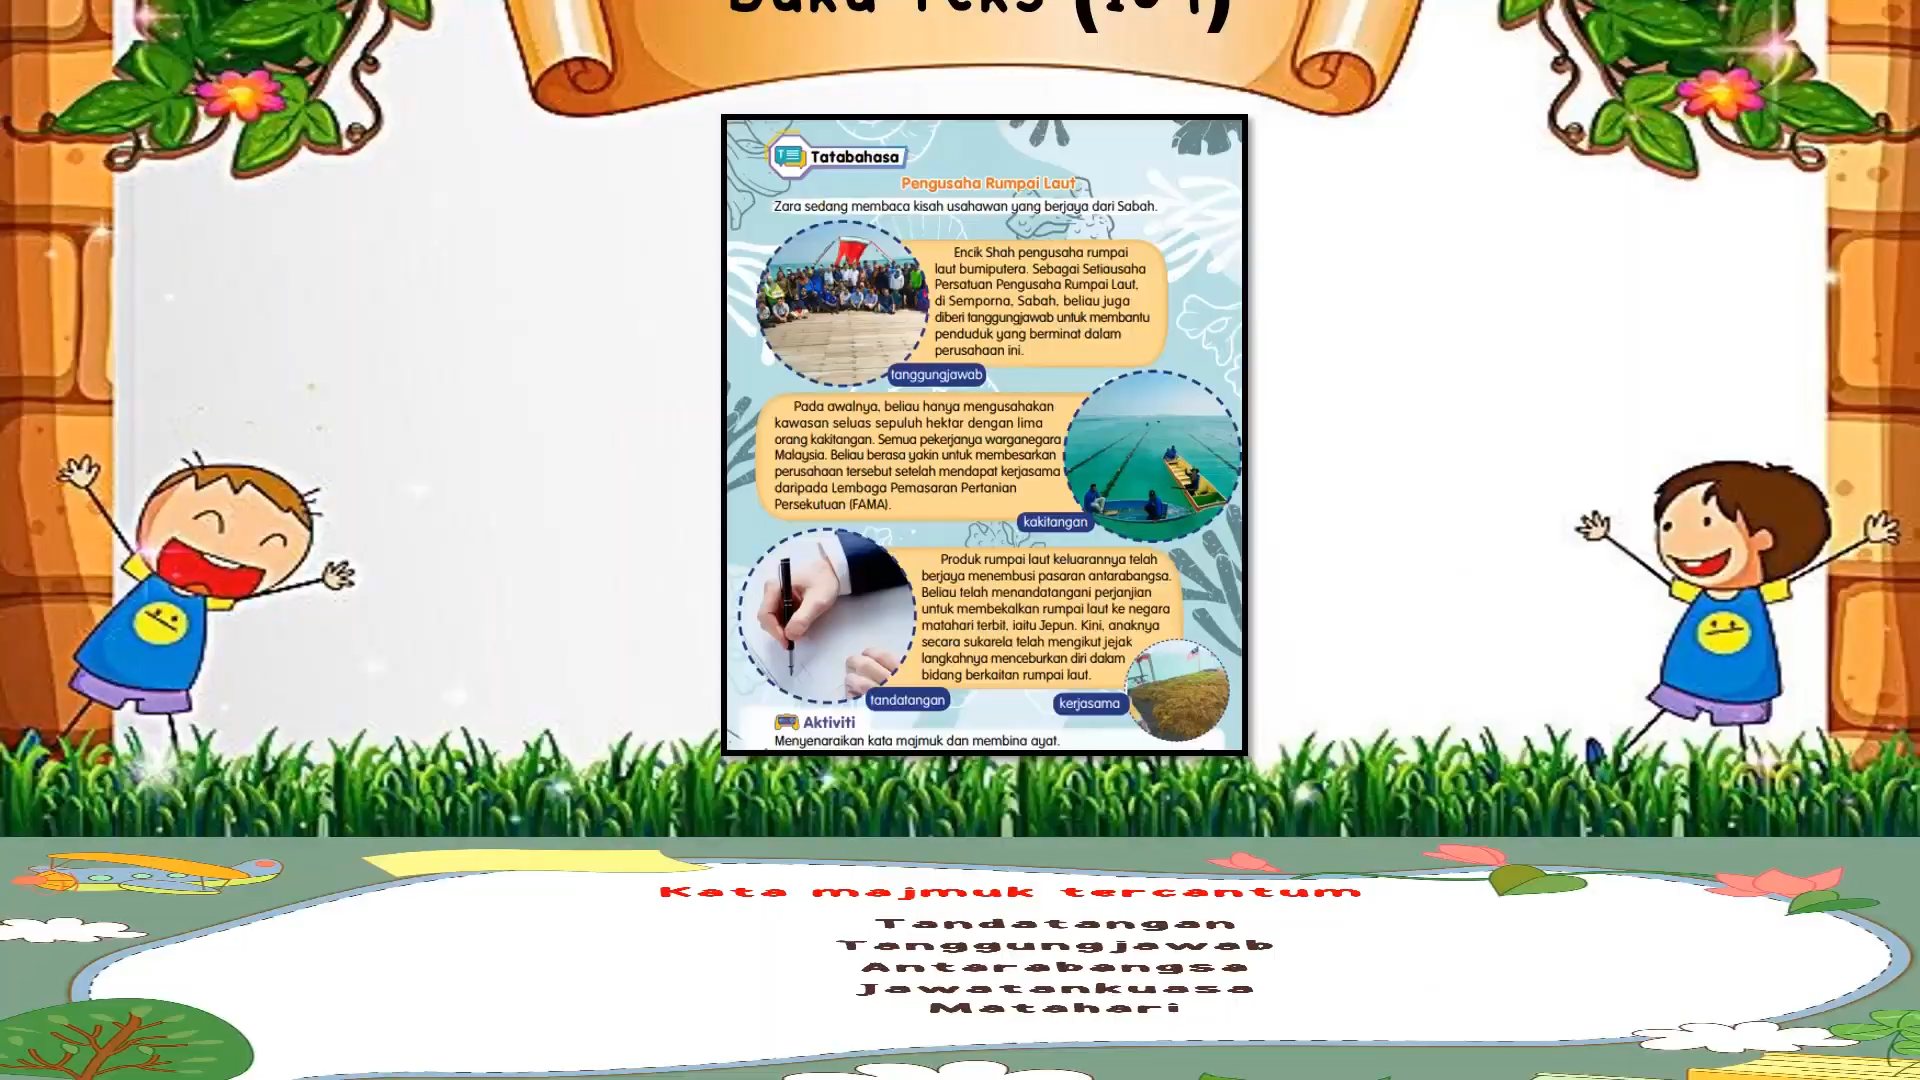 Buku Teks (104)
Tatabahasa
Pengusaha Rumpai Laut
Zara sedang membaca kisah usahawan yang berjaya dari Sabah.
Encik Shah pengusaha rumpai
laut bumiputera. Sebagai Setiausaha
Persatuan Pengusaha Rumpai Laut,
di Semporna, Sabah, beliau juga
diberi tanggungjawab untuk membantu
penduduk yang berminat dalam
perusahaan ini.
tanggungjawab
Pada awalnya, beliau hanya mengusahakan
kawasan seluas sepuluh hektar dengan lima
orang kakitangan. Semua pekerjanya warganegara
Malaysia. Beliau berasa yakin untuk membesarkan
perusahaan tersebut setelah mendapat kerjasama
daripada Lembaga Pemasaran Pertanian
Persekutuan (FAMA).
kakitangan
Produk rumpai laut keluarannya telah
berjaya menembusi pasaran antarabangsa.
Beliau telah menandatangani perjanjian
untuk membekalkan rumpai laut ke negara
matahari terbit, iaitu Jepun. Kini, anaknya
secara sukarela telah mengikut jejak
langkahnya menceburkan diri dalam
bidang berkaitan rumpai laut.
tandatangan
kerjasama
Aktiviti
Menyenaraikan kata majmuk dan membina ayat.
Kata majmuk tercantum
Tandatangan
Tanggungjawab
Antarabangsa
Jawatankuasa
Matahari